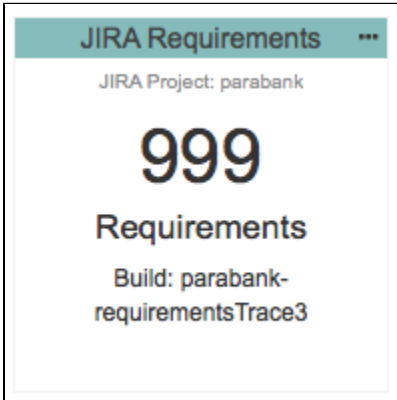 JIRA Requirements ...
JIRA Project: parabank
999
Requirements
Build: parabank-
requirementsTrace3